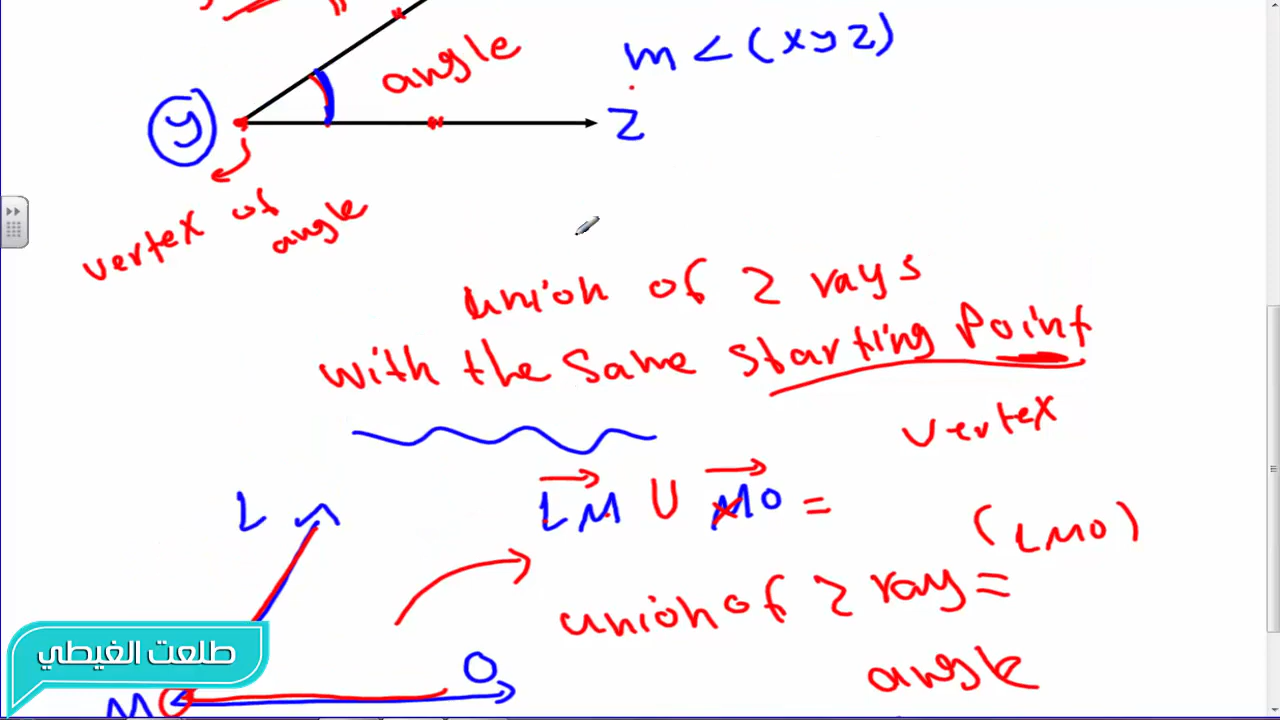 angle
m < (xyz)
y
z
vertex of
angle
union of 2 rays
with the same starting point
vertex
L
LM U MO =
(LMO)
union of 2 ray =
O
M
angle
طلعت الغيطي